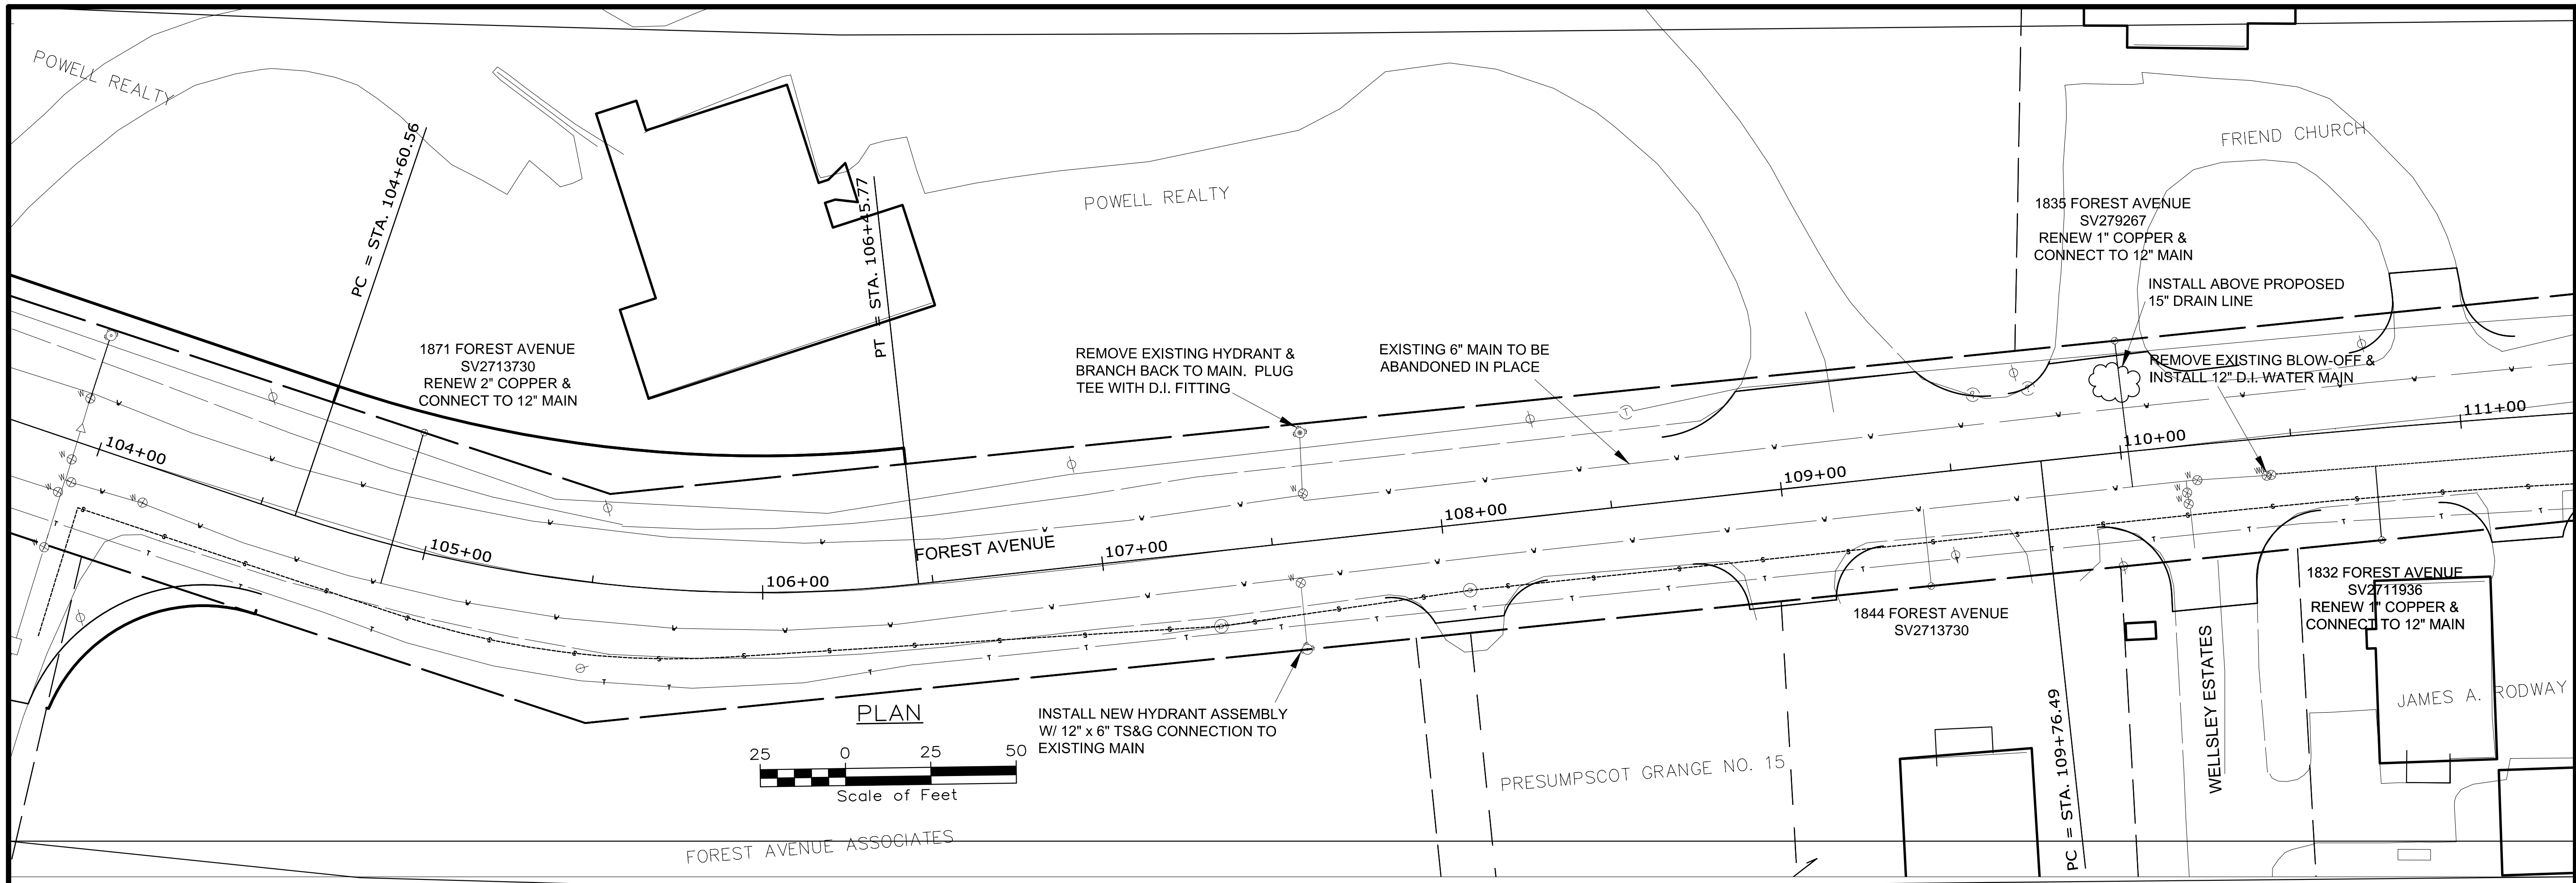 POWELL REALTY
PC = STA. 104+60.56
PT = STA. 106+45.77
POWELL REALTY
FRIEND CHURCH
1835 FOREST AVENUE
SV279267
RENEW 1" COPPER &
CONNECT TO 12" MAIN
INSTALL ABOVE PROPOSED
15" DRAIN LINE
1871 FOREST AVENUE
SV2713730
RENEW 2" COPPER &
CONNECT TO 12" MAIN
REMOVE EXISTING HYDRANT &
BRANCH BACK TO MAIN.  PLUG
TEE WITH D.I. FITTING
EXISTING 6" MAIN TO BE
ABANDONED IN PLACE
REMOVE EXISTING BLOW-OFF &
INSTALL 12" D.I. WATER MAIN
104+00
105+00
106+00
FOREST AVENUE
107+00
108+00
109+00
110+00
111+00
1844 FOREST AVENUE
SV2713730
1832 FOREST AVENUE
SV2711936
RENEW 1" COPPER &
CONNECT TO 12" MAIN
WELLSLEY ESTATES
JAMES A. RODWAY
PC = STA. 109+76.49
PLAN
25 0 25 50
Scale of Feet
INSTALL NEW HYDRANT ASSEMBLY
W/ 12" x 6" TS&G CONNECTION TO
EXISTING MAIN
PRESUMPSCOT GRANGE NO. 15
FOREST AVENUE ASSOCIATES